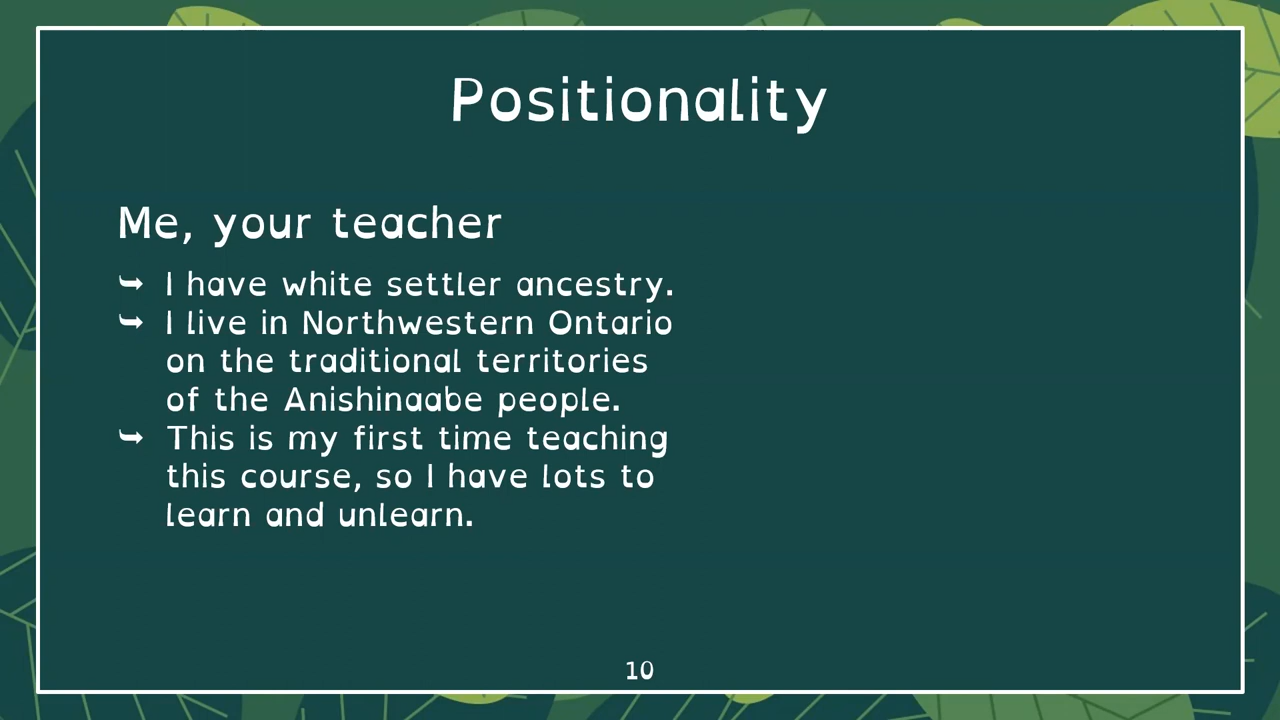 Positionality
Me, your teacher
⮩ I have white settler ancestry.
⮩ I live in Northwestern Ontario
on the traditional territories
of the Anishinaabe people.
⮩ This is my first time teaching
this course, so I have lots to
learn and unlearn.
10